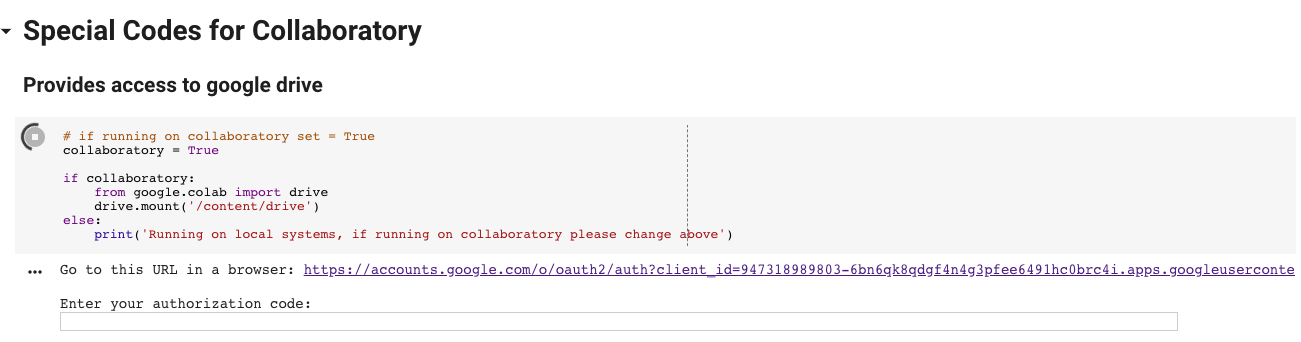 Special Codes for Collaboratory
Provides access to google drive
# if running on collaboratory set = True
collaboratory = True
if collaboratory:
from google.colab import drive
drive.mount('/content/drive')
else:
print('Running on local systems, if running on collaboratory please change above')
Go to this URL in a browser: https://accounts.google.com/o/oauth2/auth?client_id=947318989803-6bn6qk8qdgf4n4g3pfee6491hc0brc4i.apps.googleuserconte
Enter your authorization code: